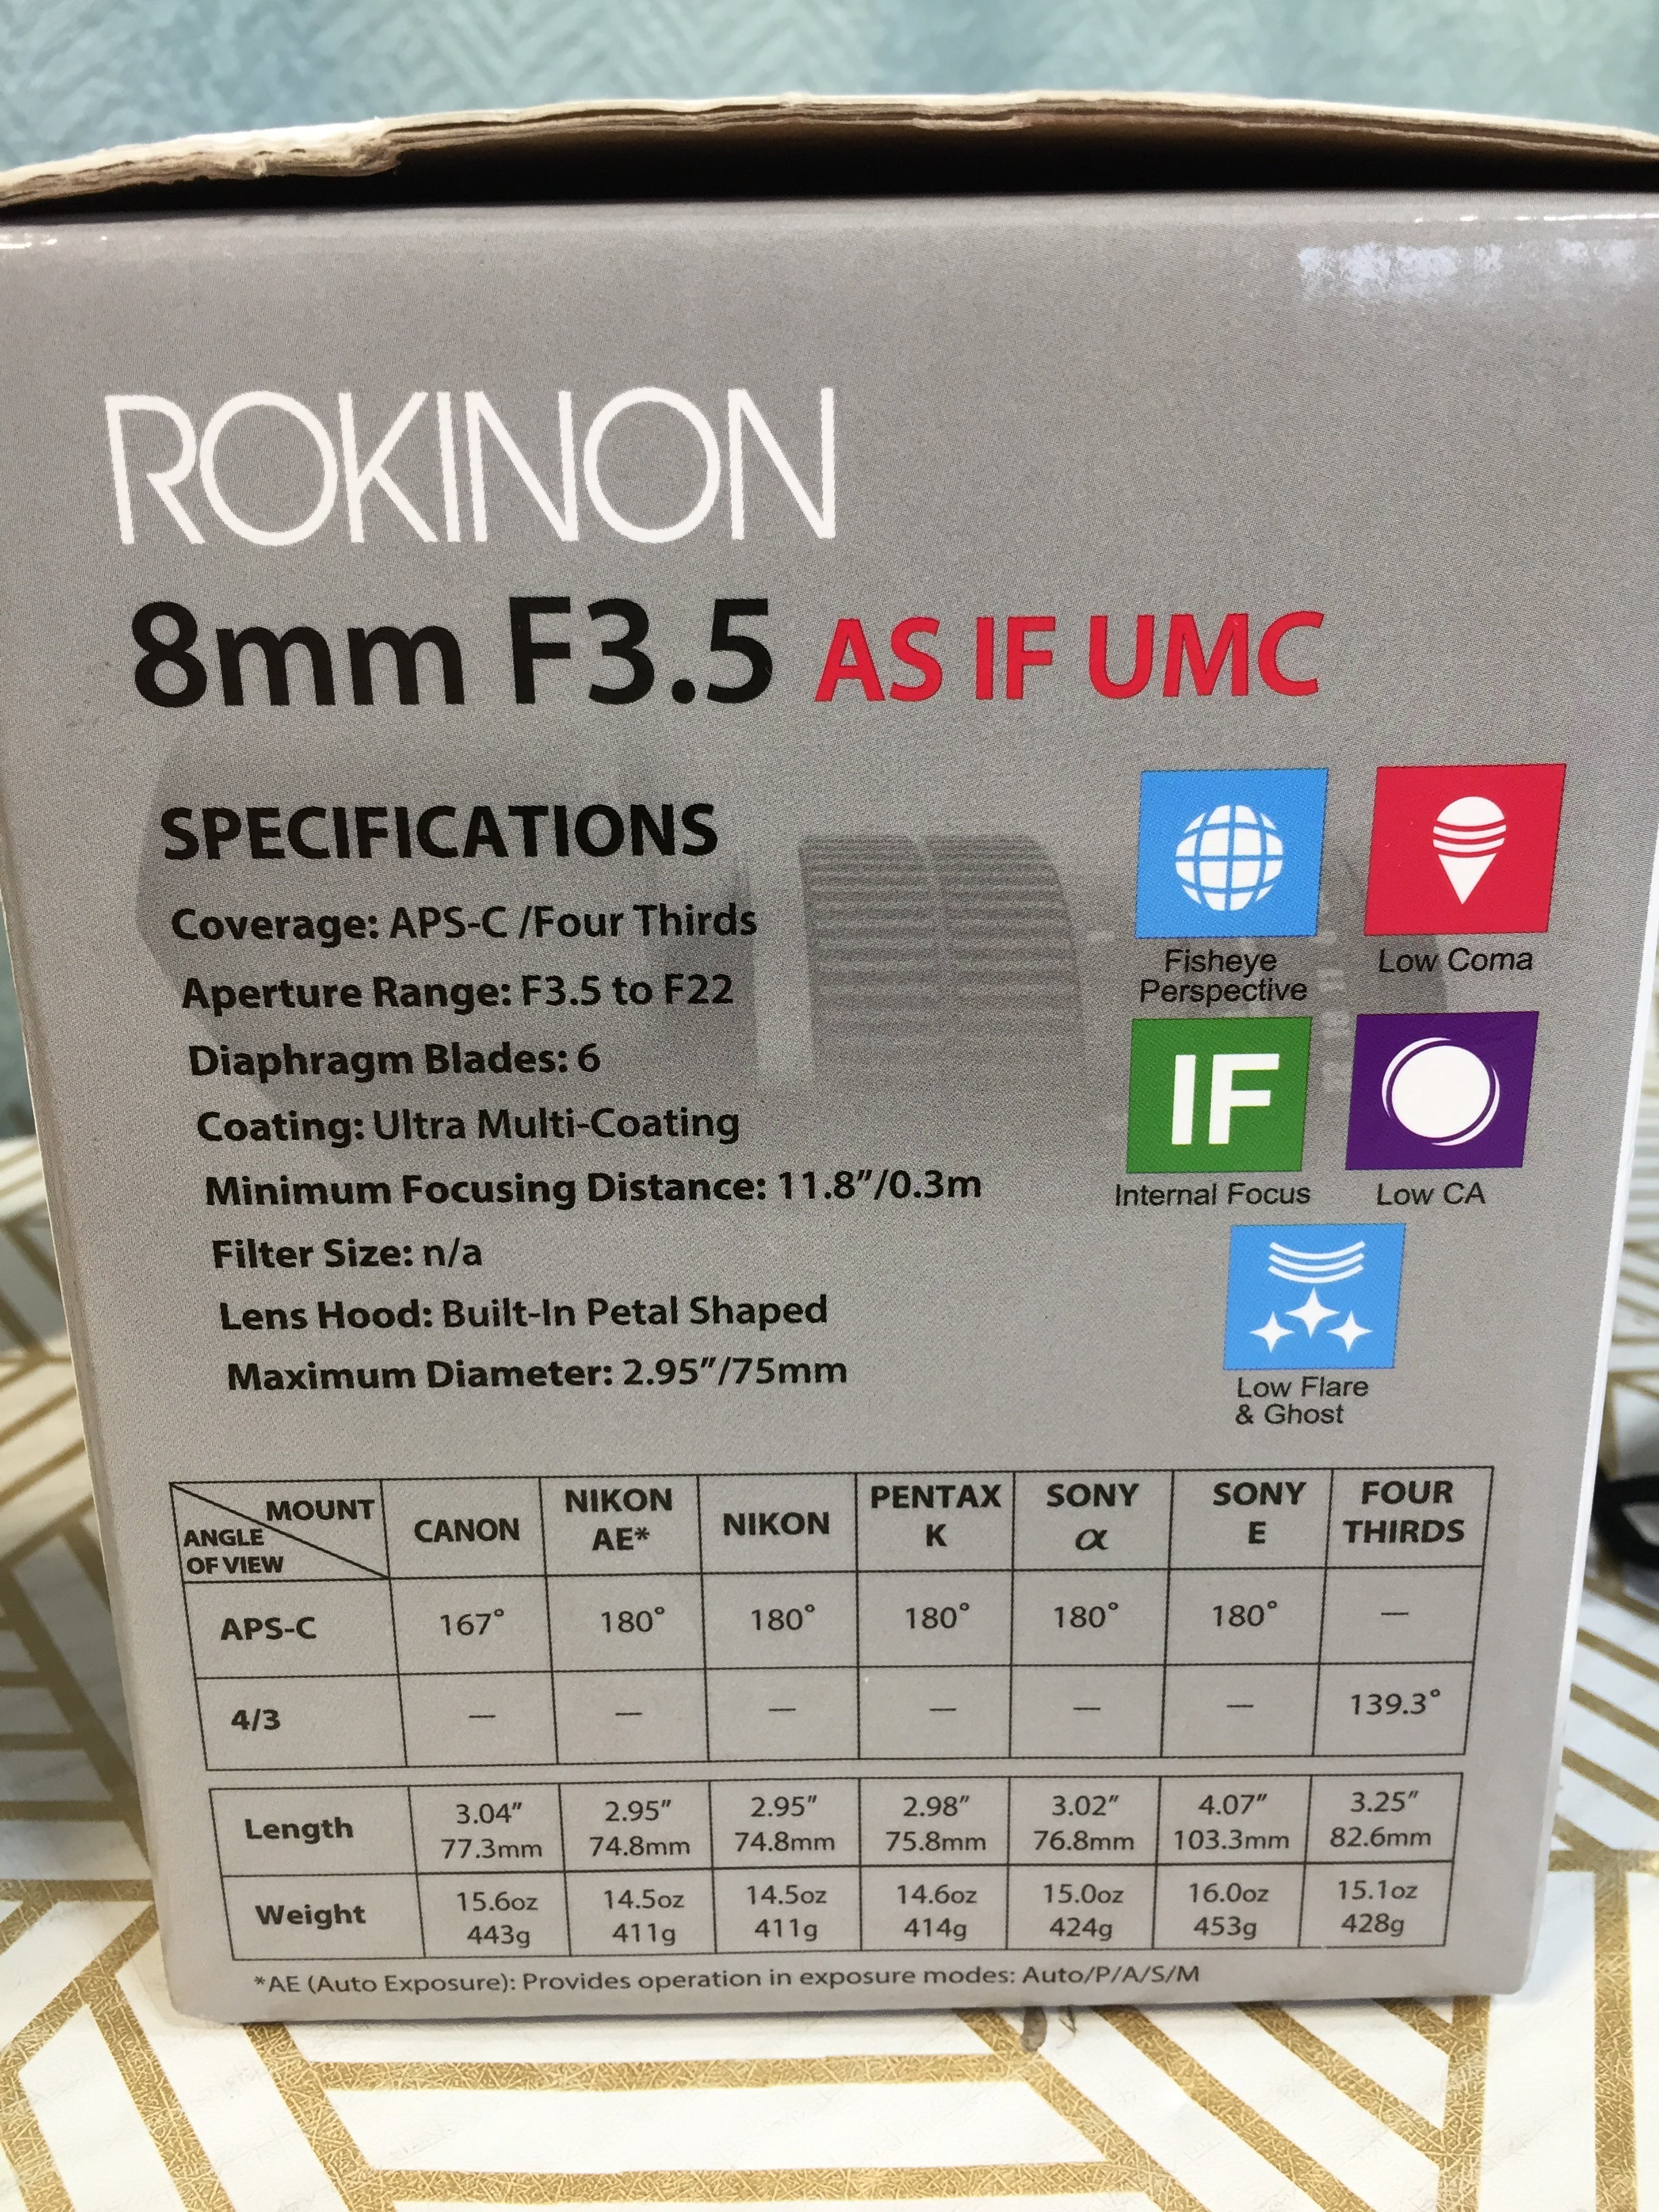 ROKINON
8mm F3.5 AS IF UMC
SPECIFICATIONS
Coverage: APS-C /Four Thirds
Aperture Range: F3.5 to F22
Diaphragm Blades: 6
Coating: Ultra Multi-Coating
Minimum Focusing Distance: 11.8"/0.3m
Filter Size: n/a
Lens Hood: Built-In Petal Shaped
Maximum Diameter: 2.95"/75mm
Fisheye
Perspective
Low Coma
IF
Internal Focus
Low CA
Low Flare
& Ghost
MOUNT
ANGLE
OF VIEW
CANON
NIKON
AE*
NIKON
PENTAX
K
SONY
α
SONY
E
FOUR
THIRDS
APS-C 167° 180° 180° 180° 180° 180° —
4/3 — — — — — — 139.3°
Length 3.04" 2.95" 2.95" 2.98" 3.02" 4.07" 3.25"
77.3mm 74.8mm 74.8mm 75.8mm 76.8mm 103.3mm 82.6mm
Weight 15.6oz 14.5oz 14.5oz 14.6oz 15.0oz 16.0oz 15.1oz
443g 411g 411g 414g 424g 453g 428g
*AE (Auto Exposure): Provides operation in exposure modes: Auto/P/A/S/M